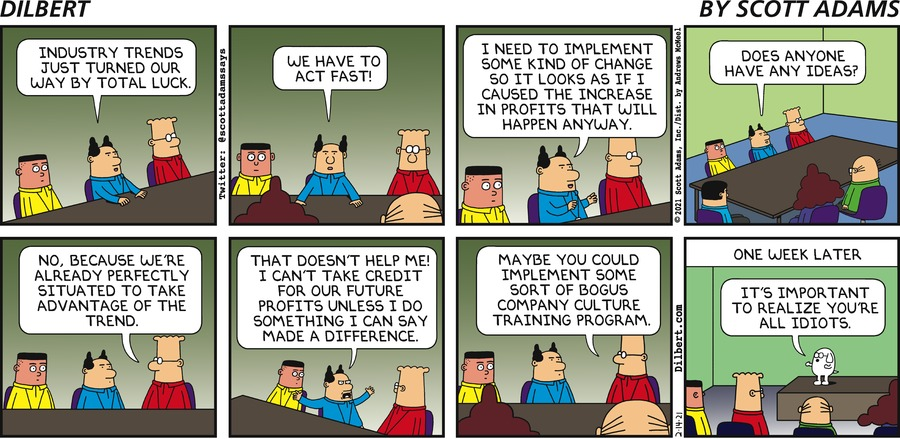 DILBERT
BY SCOTT ADAMS
INDUSTRY TRENDS
JUST TURNED OUR
WAY BY TOTAL LUCK.
Twitter: @scottadamssays
WE HAVE TO
ACT FAST!
I NEED TO IMPLEMENT
SOME KIND OF CHANGE
SO IT LOOKS AS IF I
CAUSED THE INCREASE
IN PROFITS THAT WILL
HAPPEN ANYWAY.
© 2021 Scott Adams, Inc./Dist. by Andrews McMeel
DOES ANYONE
HAVE ANY IDEAS?
NO, BECAUSE WE'RE
ALREADY PERFECTLY
SITUATED TO TAKE
ADVANTAGE OF THE
TREND.
THAT DOESN'T HELP ME!
I CAN'T TAKE CREDIT
FOR OUR FUTURE
PROFITS UNLESS I DO
SOMETHING I CAN SAY
MADE A DIFFERENCE.
MAYBE YOU COULD
IMPLEMENT SOME
SORT OF BOGUS
COMPANY CULTURE
TRAINING PROGRAM.
Dilbert.com
2-14-21
ONE WEEK LATER
IT'S IMPORTANT
TO REALIZE YOU'RE
ALL IDIOTS.